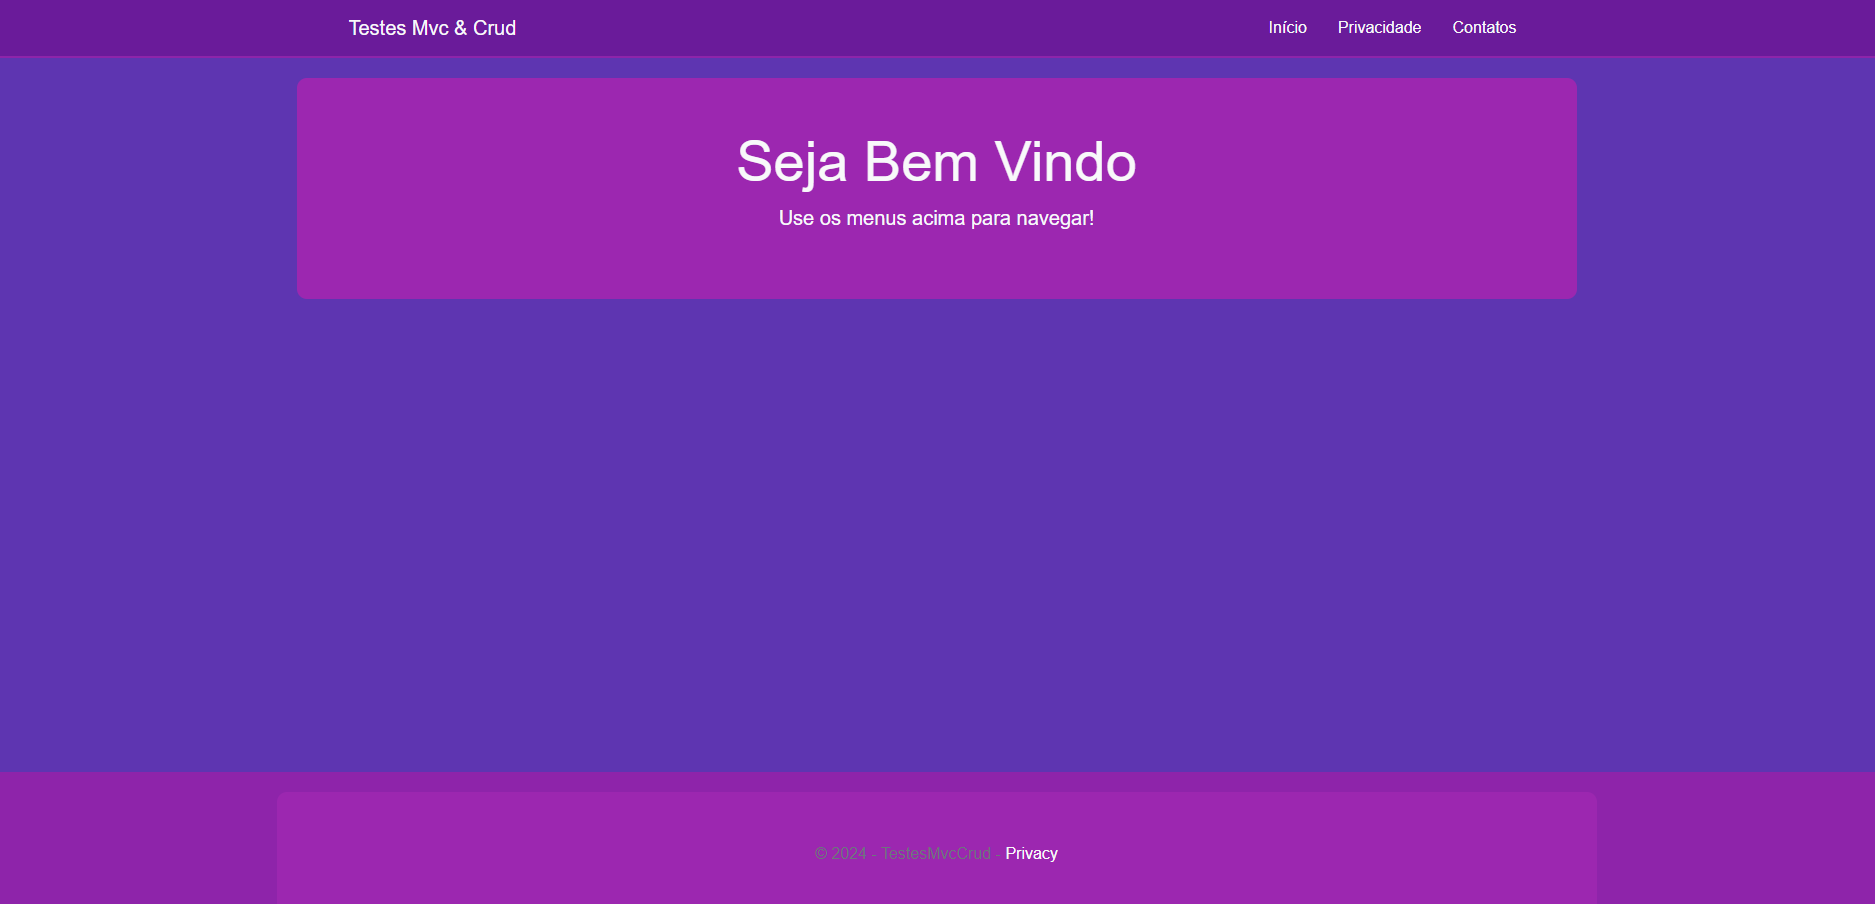 Testes Mvc & Crud
Início Privacidade Contatos
Seja Bem Vindo
Use os menus acima para navegar!
© 2024 - TestesMvcCrud - Privacy